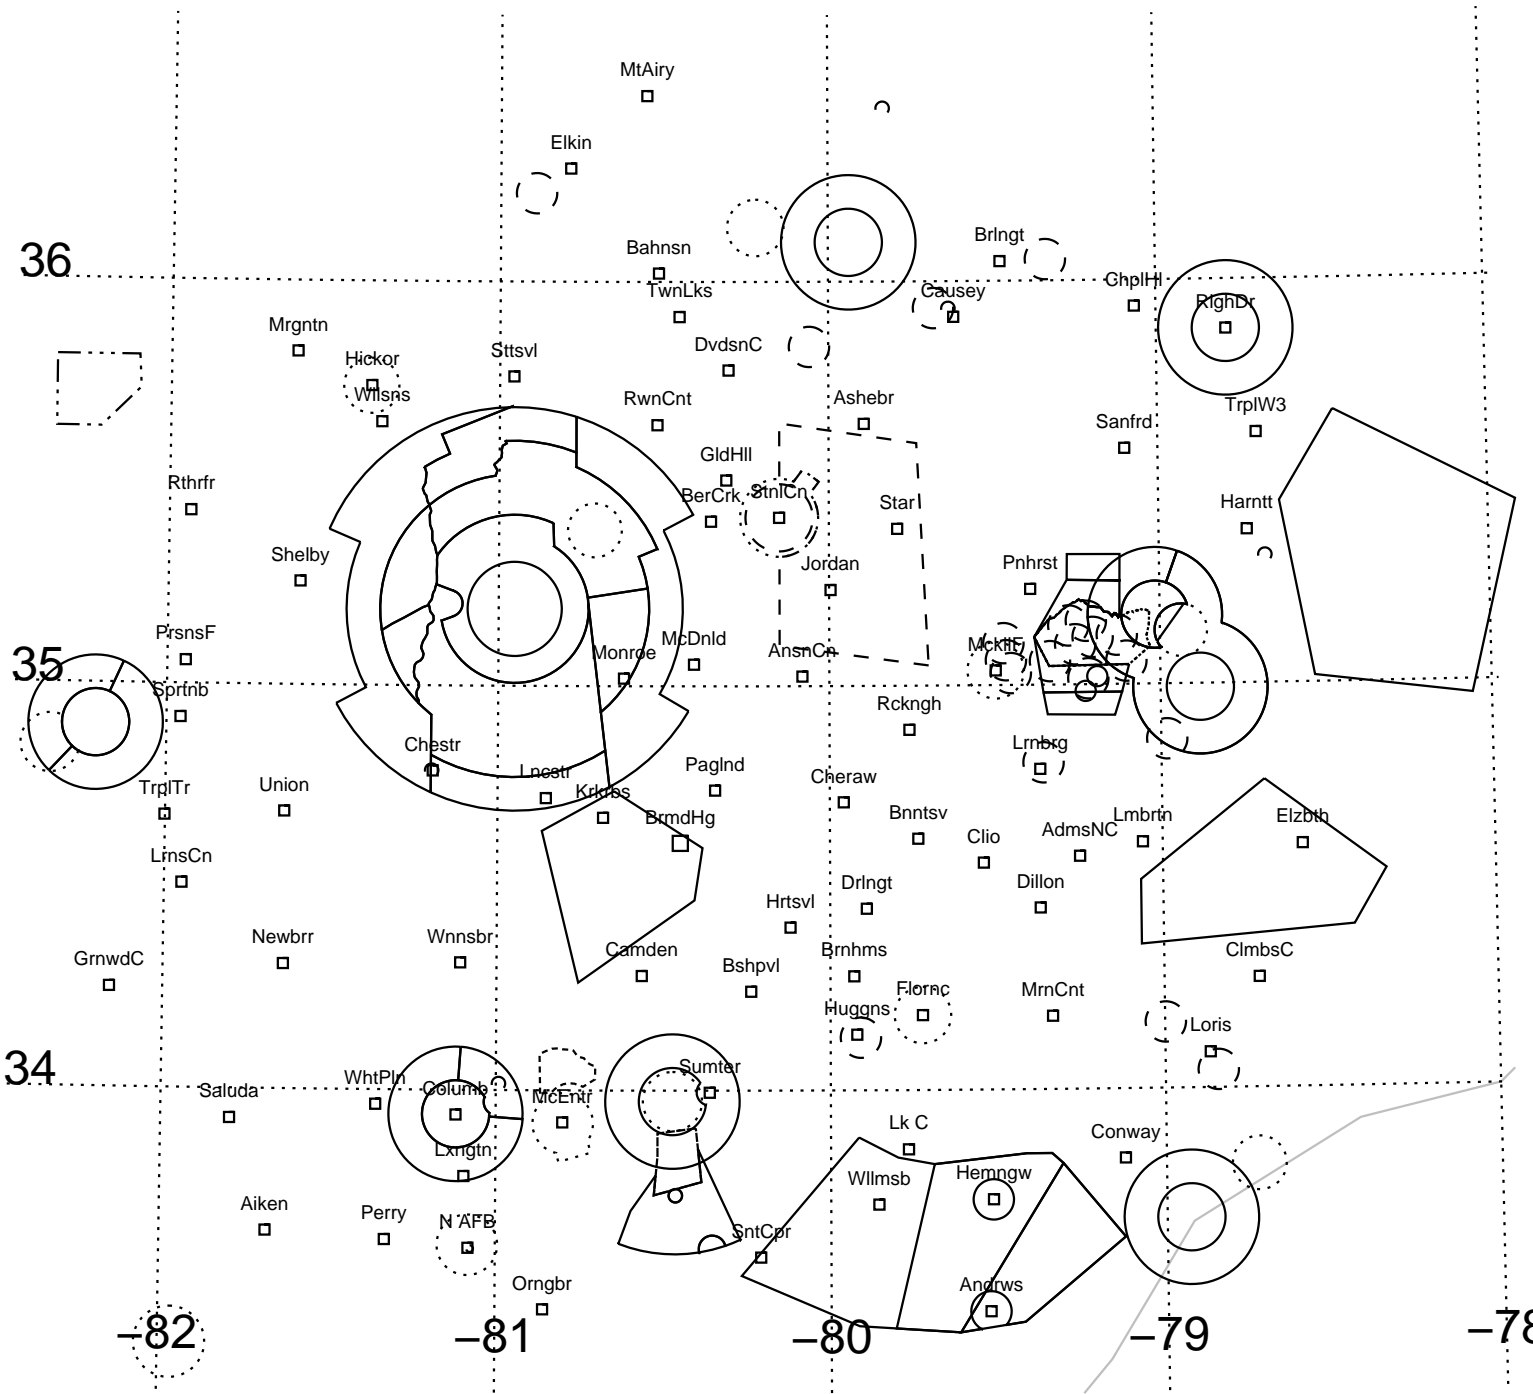 MtAiry
Elkin
Brlngt
Bahnsn
36
ChplHl
TwnLks
Causey
RlghDr
Mrgntn
Sttsvl
DvdsnC
Hickor
Wilsns
RwnCnt
Ashebr
TrplW3
Sanfrd
GldHll
Rthrfr
BerCrk
StnlCn
Star
Harntt
Shelby
Jordan
Pnhrst
PrsnsF
McDnld
Monroe
AnsnCn
MckllF
35
Sprtnb
Rckngh
Chestr
Lrnbrg
Lncstr
Paglnd
TrplTr
Union
Krkrbs
Cheraw
BrmdHg
Bnntsv
Clio
AdmsNC
Lmbrtn
Elzbth
LrnsCn
Drlngt
Dillon
Hrtsvl
Newbrr
Wnnsbr
Camden
Brnhms
ClmbsC
GrnwdC
Bshpvl
Flornc
MrnCnt
Huggns
Loris
34
Saluda
WhtPln
Columb
McEntr
Sumter
Lk C
Conway
Lxngtn
Wllmsb
Hemngw
Aiken
Perry
N AFB
SntCpr
Orngbr
Andrws
−82
−81
−80
−79
−78